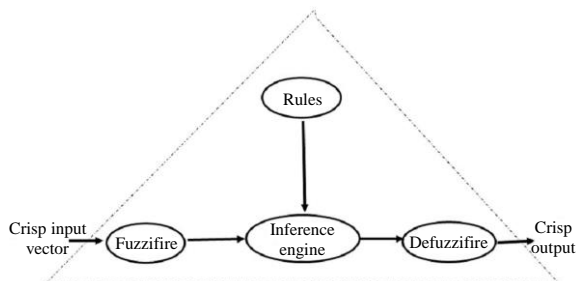 Rules
Crisp input
vector
Fuzzifire
Inference
engine
Defuzzifire
Crisp
output